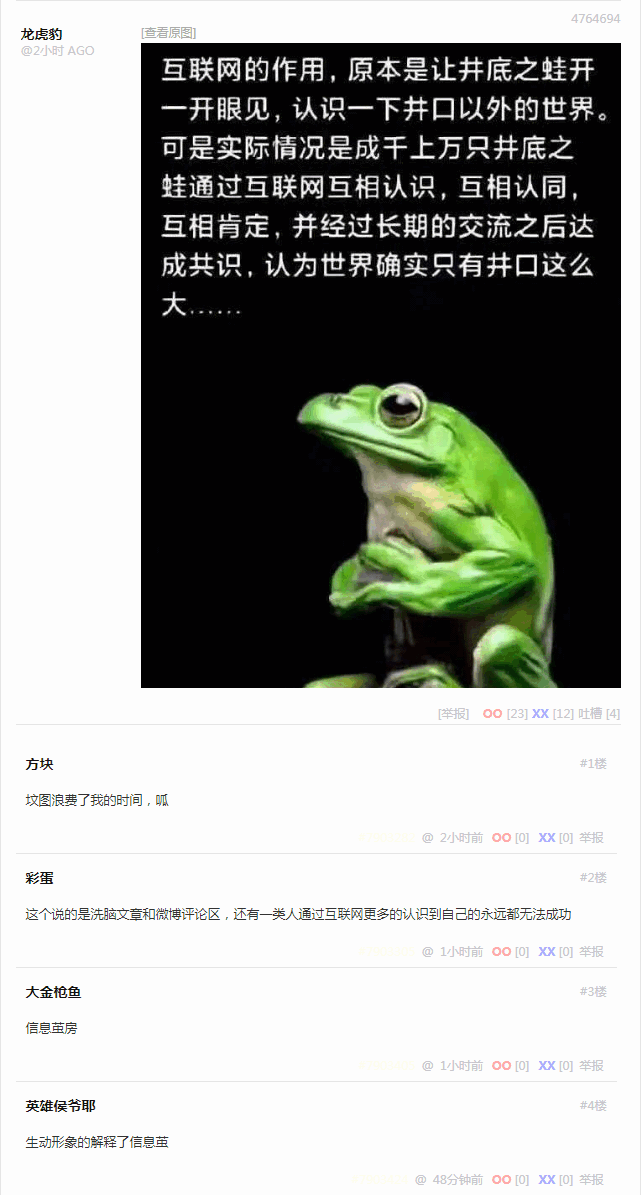 4764694
龙虎豹
@2小时 AGO
[查看原图]
互联网的作用，原本是让井底之蛙开
一开眼见，认识一下井口以外的世界。
可是实际情况是成千上万只井底之
蛙通过互联网互相认识，互相认同，
互相肯定，并经过长期的交流之后达
成共识，认为世界确实只有井口这么
大……
[举报] OO [23] XX [12] 吐槽 [4]
方块 #1楼
坟图浪费了我的时间，呱
@ 2小时前 OO [0] XX [0] 举报
彩蛋 #2楼
这个说的是洗脑文章和微博评论区，还有一类人通过互联网更多的认识到自己的永远都无法成功
@ 1小时前 OO [0] XX [0] 举报
大金枪鱼 #3楼
信息茧房
@ 1小时前 OO [0] XX [0] 举报
英雄侯爷耶 #4楼
生动形象的解释了信息茧
@ 48分钟前 OO [0] XX [0] 举报